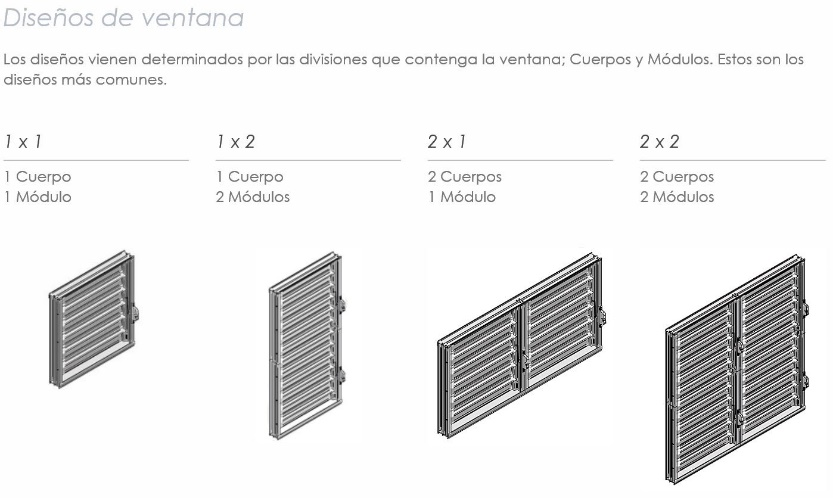 Diseños de ventana
Los diseños vienen determinados por las divisiones que contenga la ventana; Cuerpos y Módulos. Estos son los
diseños más comunes.
1 x 1
1 Cuerpo
1 Módulo
1 x 2
1 Cuerpo
2 Módulos
2 x 1
2 Cuerpos
1 Módulo
2 x 2
2 Cuerpos
2 Módulos